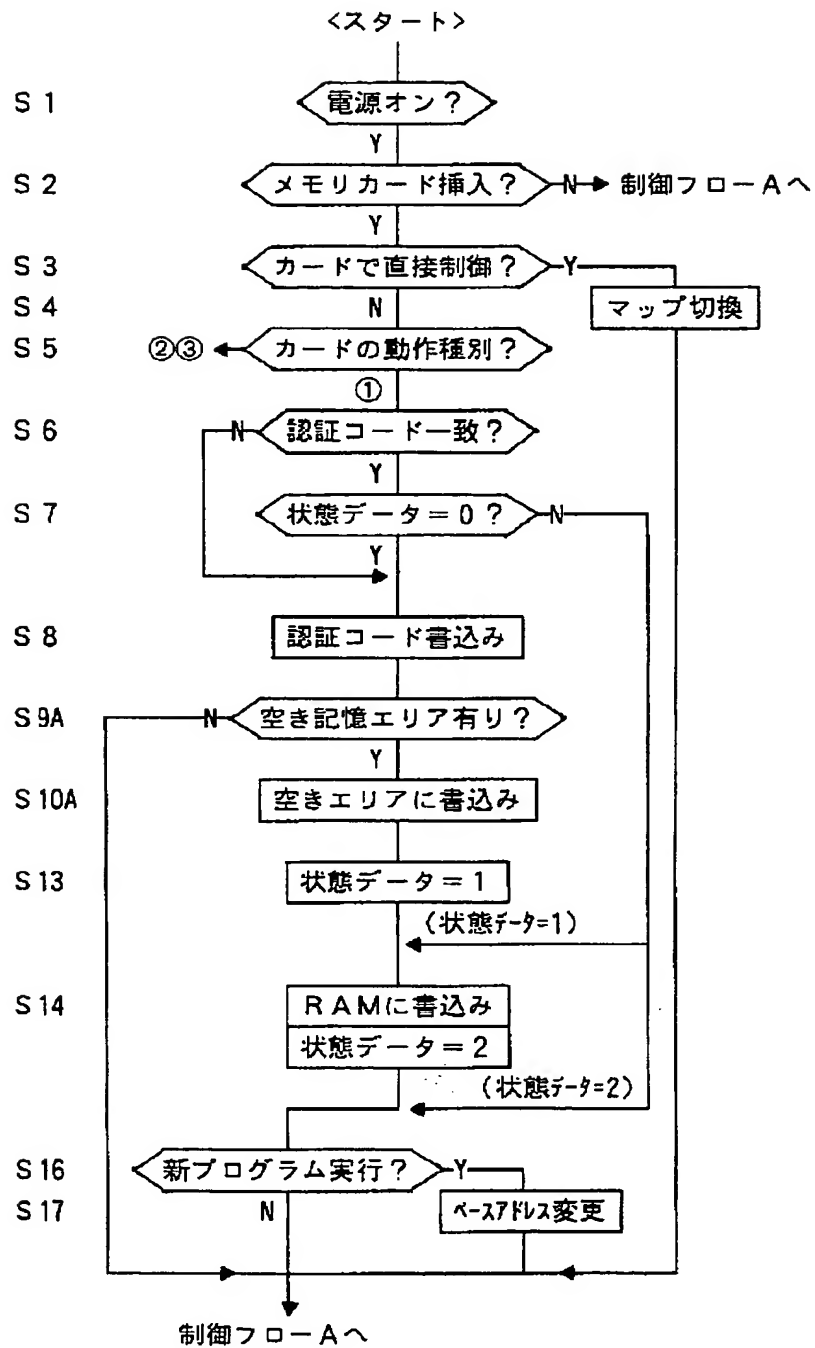 <スタート>
S 1 電源オン?
Y
S 2 メモリカード挿入? N 制御フローAへ
Y
S 3 カードで直接制御? Y
S 4 N マップ切換
S 5 ②③ カードの動作種別?
①
S 6 N 認証コード一致?
Y
S 7 状態データ=0? N
Y
S 8 認証コード書込み
S 9A N 空き記憶エリア有り?
Y
S 10A 空きエリアに書込み
S 13 状態データ=1
(状態データ=1)
S 14 RAMに書込み
状態データ=2
(状態データ=2)
S 16 新プログラム実行? Y
S 17 N ベースアドレス変更
制御フローAへ